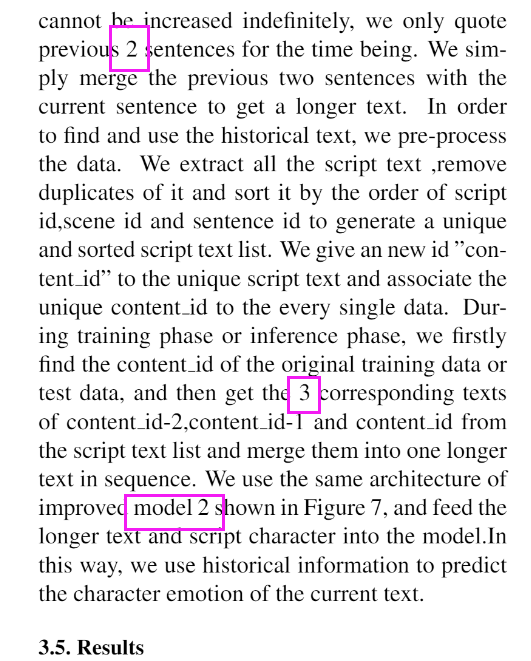 cannot be increased indefinitely, we only quote
previous 2 sentences for the time being. We sim-
ply merge the previous two sentences with the
current sentence to get a longer text. In order
to find and use the historical text, we pre-process
the data. We extract all the script text ,remove
duplicates of it and sort it by the order of script
id,scene id and sentence id to generate a unique
and sorted script text list. We give an new id ”con-
tent_id” to the unique script text and associate the
unique content_id to the every single data. Dur-
ing training phase or inference phase, we firstly
find the content_id of the original training data or
test data, and then get the 3 corresponding texts
of content_id-2,content_id-1 and content_id from
the script text list and merge them into one longer
text in sequence. We use the same architecture of
improved model 2 shown in Figure 7, and feed the
longer text and script character into the model.In
this way, we use historical information to predict
the character emotion of the current text.
3.5. Results